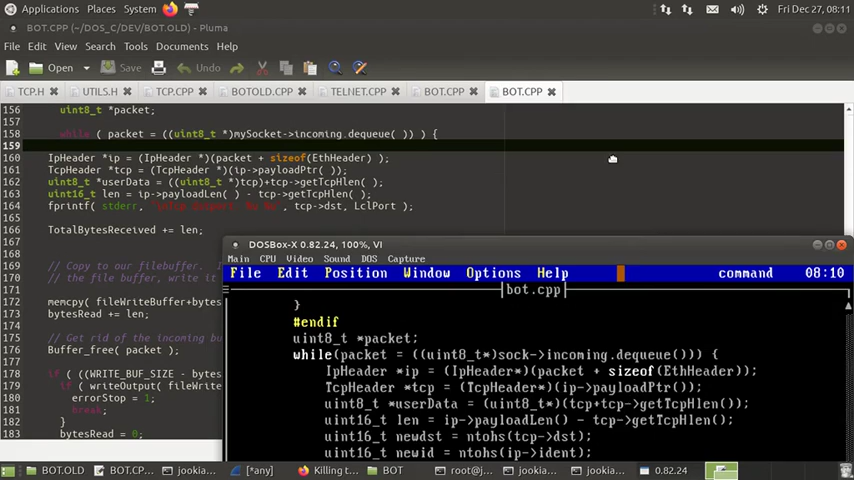 Applications Places System Fri Dec 27, 08:11
BOT.CPP (~/DOS_C/DEV/BOT.OLD) - Pluma
File Edit View Search Tools Documents Help
Open Save Undo
TCP.H UTILS.H TCP.CPP BOTOLD.CPP TELNET.CPP BOT.CPP BOT.CPP
156 uint8_t *packet;
158 while ( packet = ((uint8_t *)mySocket->incoming.dequeue( )) ) {
159
160 IpHeader *ip = (IpHeader *)(packet + sizeof(EthHeader) );
161 TcpHeader *tcp = (TcpHeader *)(ip->payloadPtr( ));
162 uint8_t *userData = ((uint8_t *)tcp)+tcp->getTcpHlen( );
163 uint16_t len = ip->payloadLen( ) - tcp->getTcpHlen( );
164 fprintf( stderr, tcp->dst, LclPort );
165
166 TotalBytesReceived += len;
168
169 // Copy to our filebuffer.
170 // the file buffer, write it
172 memcpy( fileWriteBuffer+bytes
173 bytesRead += len;
175 // Get rid of the incoming bu
176 Buffer_free( packet );
178 if ( ((WRITE_BUF_SIZE - bytes
179 if ( writeOutput( fileWrite
180 errorStop = 1;
181 break;
182 }
183 bytesRead = 0;
DOSBox-X 0.82.24, 100%, VI
Main CPU Video Sound DOS Capture
File Edit Position Window Options Help command 08:10
bot.cpp
}
#endif
uint8_t *packet;
while(packet = ((uint8_t*)sock->incoming.dequeue())) {
IpHeader *ip = (IpHeader*)(packet + sizeof(EthHeader));
TcpHeader *tcp = (TcpHeader*)(ip->payloadPtr());
uint8_t *userData = (uint8_t*)(tcp+tcp->getTcpHlen());
uint16_t len = ip->payloadLen() - tcp->getTcpHlen();
uint16_t newdst = ntohs(tcp->dst);
uint16_t newid = ntohs(ip->ident);
BOT.OLD BOT.CP... jookia... [*any] Killing t... BOT root@j... jookia... jookia... 0.82.24